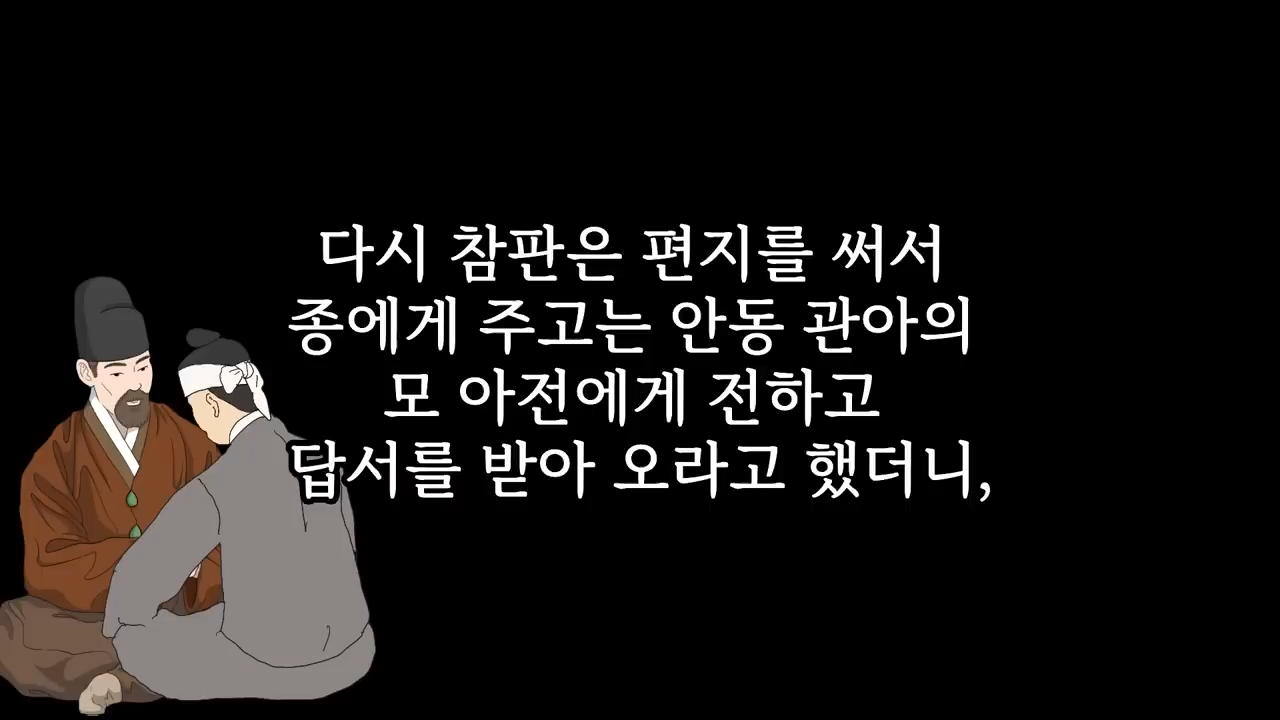 다시 참판은 편지를 써서
종에게 주고는 안동 관아의
모 아전에게 전하고
답서를 받아 오라고 했더니,